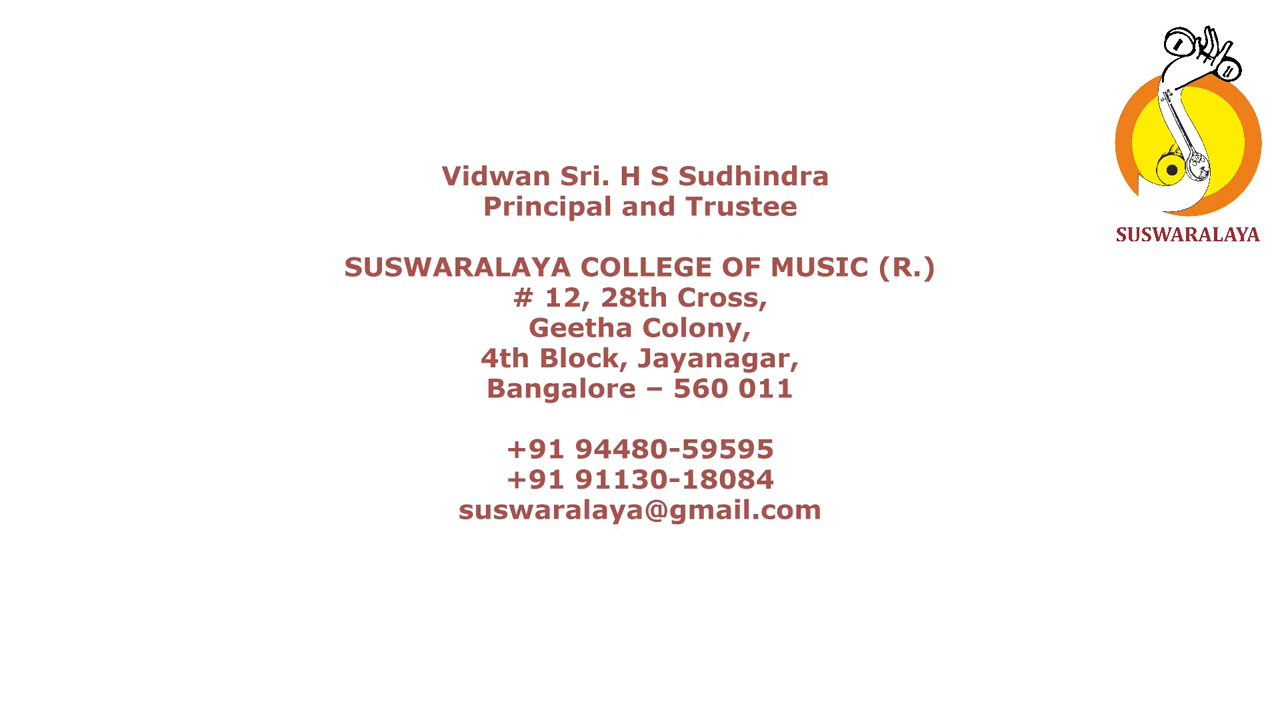 Vidwan Sri. H S Sudhindra
Principal and Trustee
SUSWARALAYA COLLEGE OF MUSIC (R.)
# 12, 28th Cross,
Geetha Colony,
4th Block, Jayanagar,
Bangalore – 560 011
+91 94480-59595
+91 91130-18084
suswaralaya@gmail.com
SUSWARALAYA